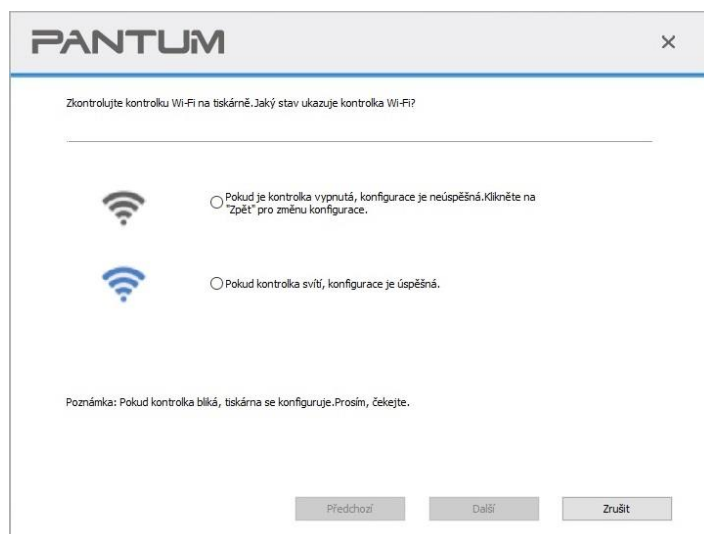 PANTUM
Zkontrolujte kontrolku Wi-Fi na tiskárně.Jaký stav ukazuje kontrolka Wi-Fi?
Pokud je kontrolka vypnutá, konfigurace je neúspěšná.Klikněte na
"Zpět" pro změnu konfigurace.
Pokud kontrolka svítí, konfigurace je úspěšná.
Poznámka: Pokud kontrolka bliká, tiskárna se konfiguruje.Prosím, čekejte.
Předchozí
Další
Zrušit